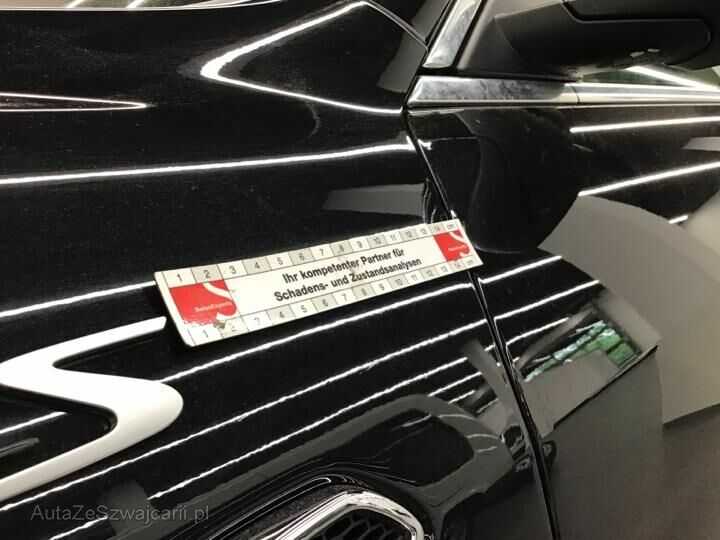 1 2 3 4 5 6 7 8 9 10 11 12 13 14 cm
Ihr kompetenter Partner für
Schadens- und Zustandsanalysen
SwissExperts
S
SwissExperts
S
1 2 3 4 5 6 7 8 9 10 11 12 13 14 cm
S
AutaZeSzwajcarii.pl